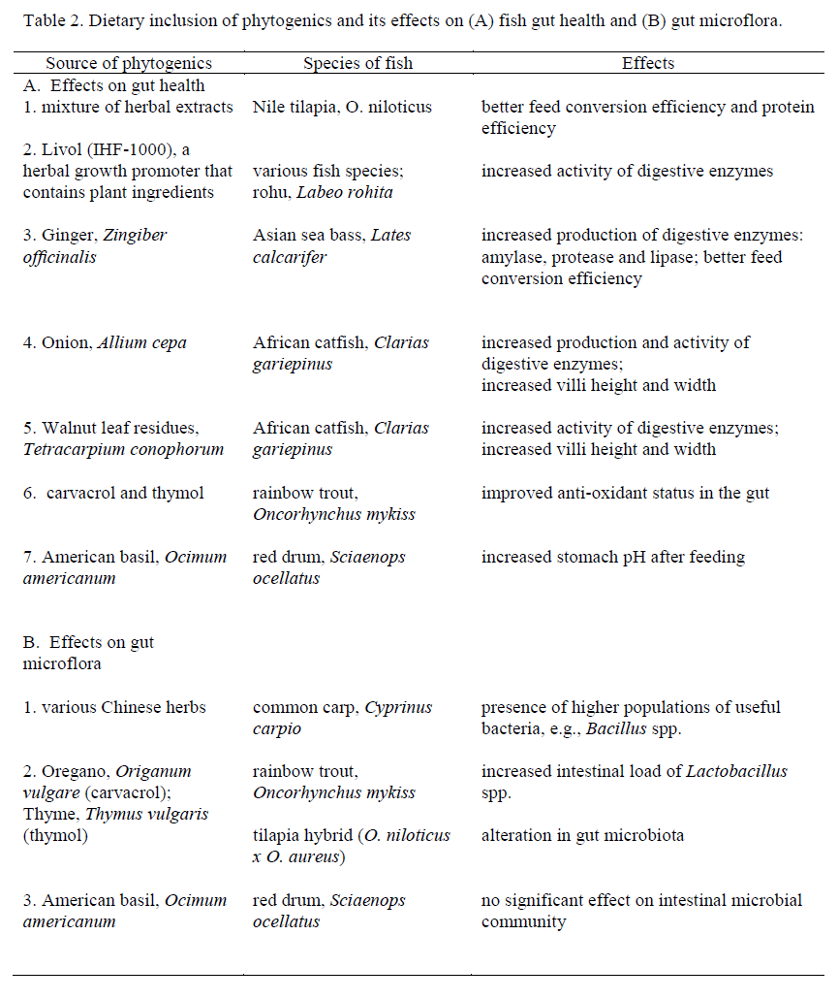 Table 2. Dietary inclusion of phytogenics and its effects on (A) fish gut health and (B) gut microflora.
Source of phytogenics Species of fish Effects
A. Effects on gut health
1. mixture of herbal extracts Nile tilapia, O. niloticus better feed conversion efficiency and protein
efficiency
2. Livol (IHF-1000), a
herbal growth promoter that various fish species; increased activity of digestive enzymes
contains plant ingredients rohu, Labeo rohita
3. Ginger, Zingiber Asian sea bass, Lates increased production of digestive enzymes:
officinalis calcarifer amylase, protease and lipase; better feed
conversion efficiency
4. Onion, Allium cepa African catfish, Clarias increased production and activity of
gariepinus digestive enzymes;
increased villi height and width
5. Walnut leaf residues, African catfish, Clarias increased activity of digestive enzymes;
Tetracarpium conophorum gariepinus increased villi height and width
6. carvacrol and thymol rainbow trout, improved anti-oxidant status in the gut
Oncorhynchus mykiss
7. American basil, Ocimum red drum, Sciaenops increased stomach pH after feeding
americanum ocellatus
B. Effects on gut
microflora
1. various Chinese herbs common carp, Cyprinus presence of higher populations of useful
carpio bacteria, e.g., Bacillus spp.
2. Oregano, Origanum rainbow trout, increased intestinal load of Lactobacillus
vulgare (carvacrol); Oncorhynchus mykiss spp.
Thyme, Thymus vulgaris
(thymol) tilapia hybrid (O. niloticus alteration in gut microbiota
x O. aureus)
3. American basil, Ocimum red drum, Sciaenops no significant effect on intestinal microbial
americanum ocellatus community